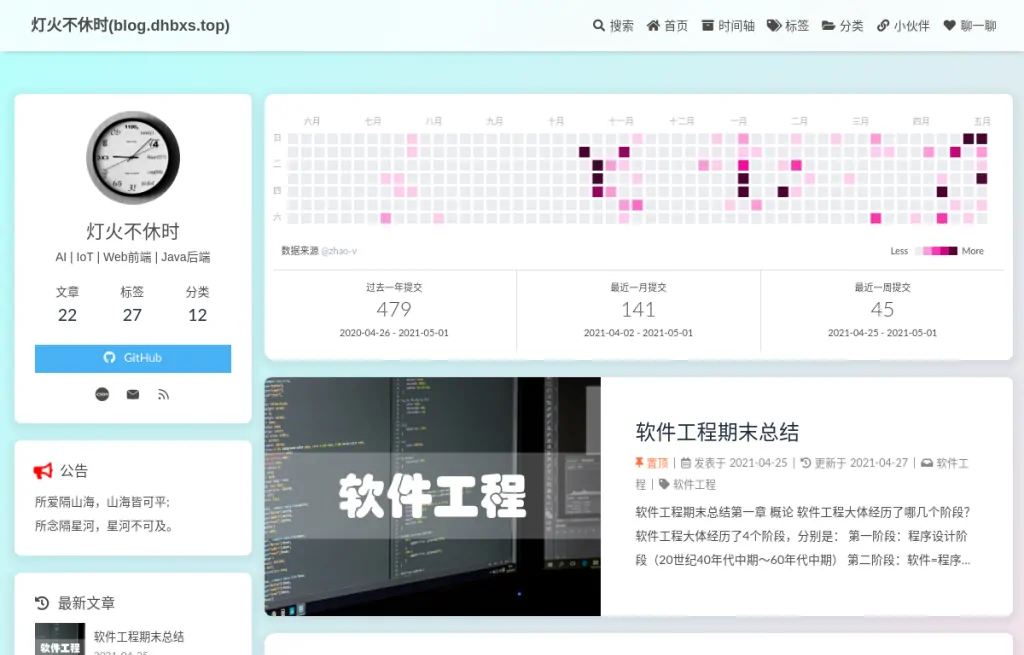 灯火不休时(blog.dhbxs.top)
搜索 首页 时间轴 标签 分类 小伙伴 聊一聊
灯火不休时
AI | IoT | Web前端 | Java后端
文章 标签 分类
22 27 12
GitHub
公告
所爱隔山海，山海皆可平;
所念隔星河，星河不可及。
最新文章
软件工程
软件工程期末总结
2021-04-25
六月 七月 八月 九月 十月 十一月 十二月 一月 二月 三月 四月 五月
日
二
四
六
数据来源 @zhao-v
Less More
过去一年提交
479
2020-04-26 - 2021-05-01
最近一月提交
141
2021-04-02 - 2021-05-01
最近一周提交
45
2021-04-25 - 2021-05-01
软件工程
软件工程期末总结
置顶 | 发表于 2021-04-25 | 更新于 2021-04-27 | 软件工
程 | 软件工程
软件工程期末总结第一章 概论 软件工程大体经历了哪几个阶段?
软件工程大体经历了4个阶段，分别是： 第一阶段：程序设计阶
段（20世纪40年代中期～60年代中期） 第二阶段：软件=程序...